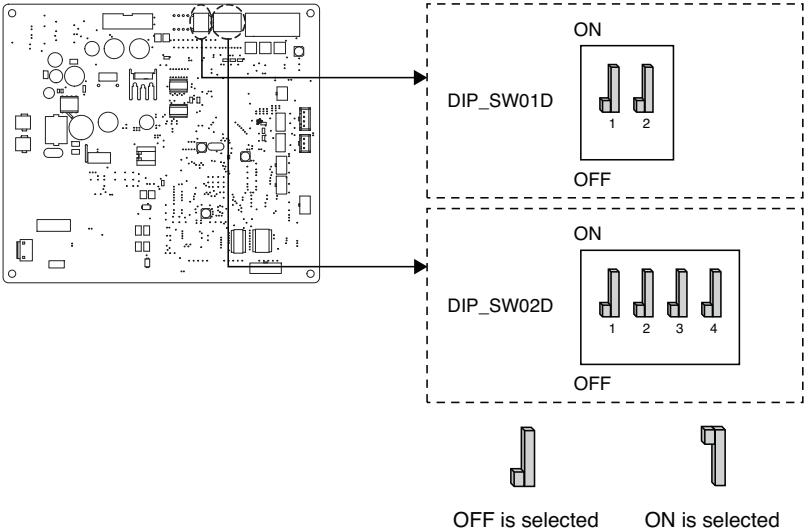 ON
DIP_SW01D
1 2
OFF
ON
DIP_SW02D
1 2 3 4
OFF
OFF is selected ON is selected